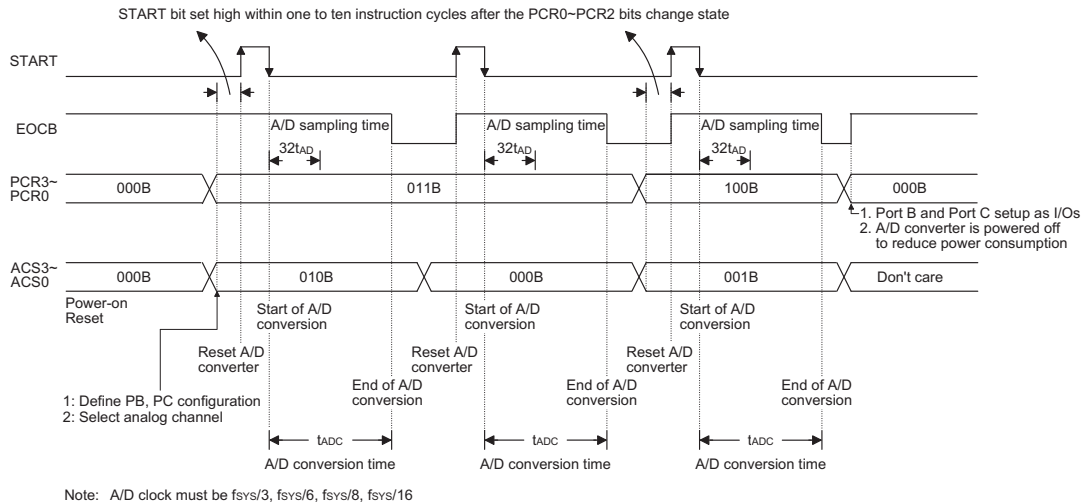 START bit set high within one to ten instruction cycles after the PCR0~PCR2 bits change state
START
EOCB
A/D sampling time
A/D sampling time
A/D sampling time
32tAD
32tAD
32tAD
PCR3~
PCR0
000B
011B
100B
000B
1. Port B and Port C setup as I/Os
2. A/D converter is powered off
to reduce power consumption
ACS3~
ACS0
000B
010B
000B
001B
Don't care
Power-on
Reset
Start of A/D
conversion
Start of A/D
conversion
Start of A/D
conversion
Reset A/D
converter
Reset A/D
converter
Reset A/D
converter
End of A/D
conversion
End of A/D
conversion
End of A/D
conversion
1: Define PB, PC configuration
2: Select analog channel
tADC
tADC
tADC
A/D conversion time
A/D conversion time
A/D conversion time
Note: A/D clock must be fSYS/3, fSYS/6, fSYS/8, fSYS/16